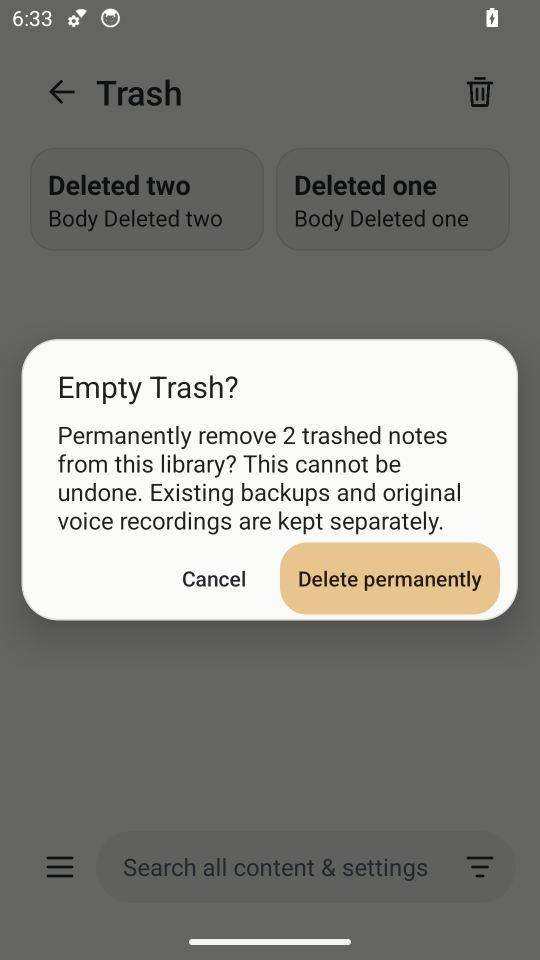 6:33
Trash
Deleted two
Body Deleted two
Deleted one
Body Deleted one
Empty Trash?
Permanently remove 2 trashed notes
from this library? This cannot be
undone. Existing backups and original
voice recordings are kept separately.
Cancel
Delete permanently
Search all content & settings